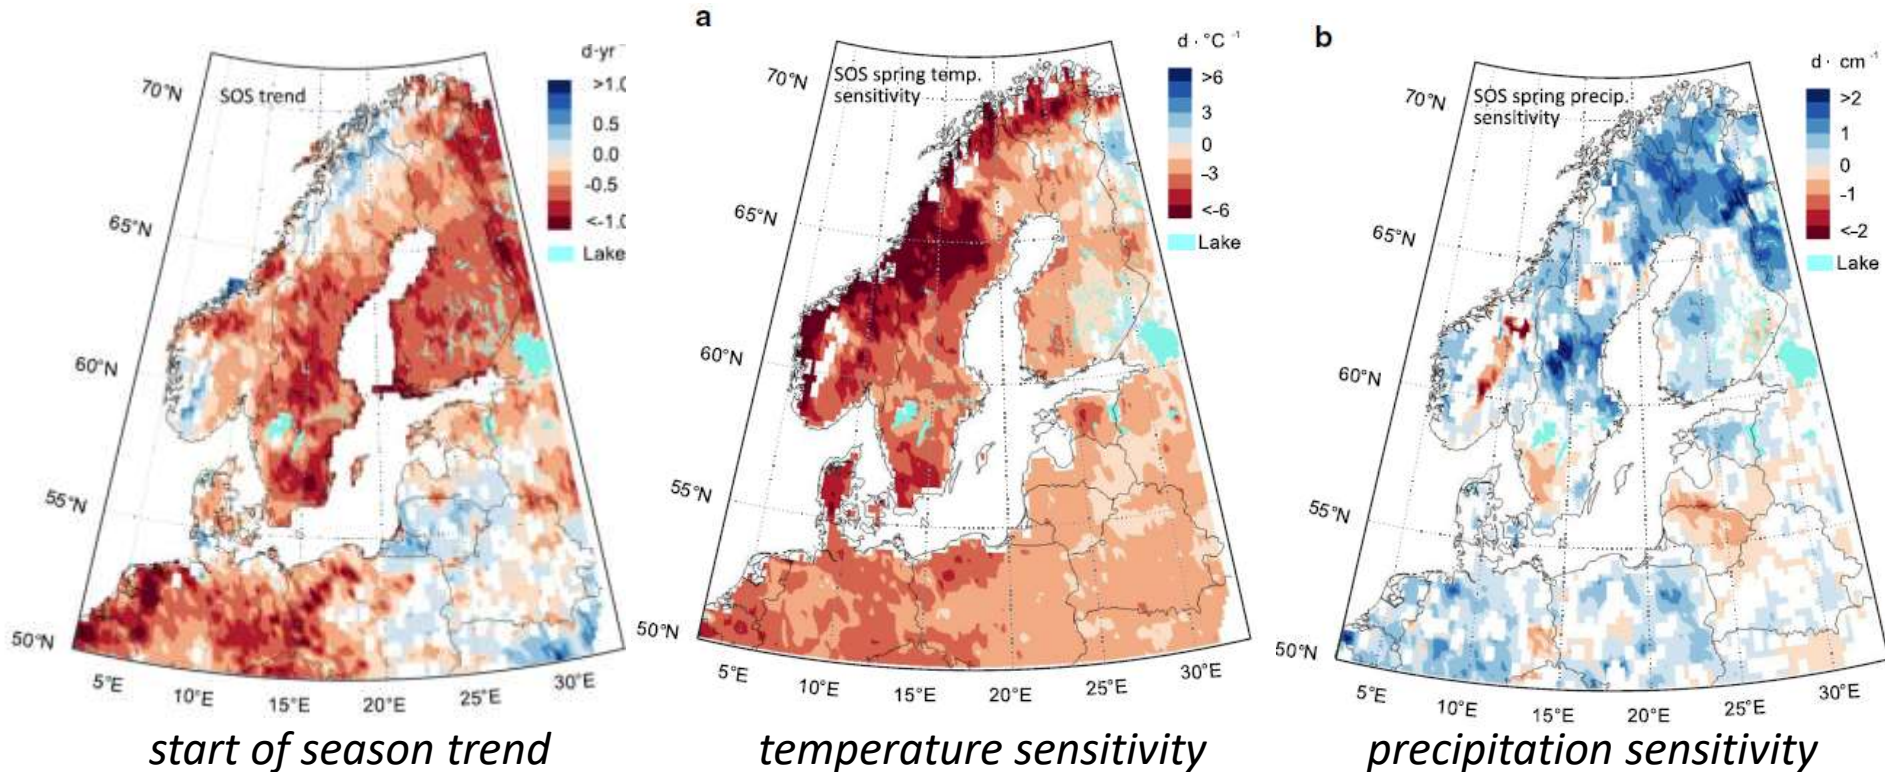 d-yr⁻
SOS trend
>1.0
0.5
0.0
-0.5
<-1.0
Lake
70°N
65°N
60°N
55°N
50°N
5°E
10°E
15°E
20°E
25°E
30°E
start of season trend
a
d · °C ⁻¹
SOS spring temp.
sensitivity
>6
3
0
-3
<-6
Lake
70°N
65°N
60°N
55°N
50°N
5°E
10°E
15°E
20°E
25°E
30°E
temperature sensitivity
b
d · cm ⁻¹
SOS spring precip.
sensitivity
>2
1
0
-1
<-2
Lake
70°N
65°N
60°N
55°N
50°N
5°E
10°E
15°E
20°E
25°E
30°E
precipitation sensitivity